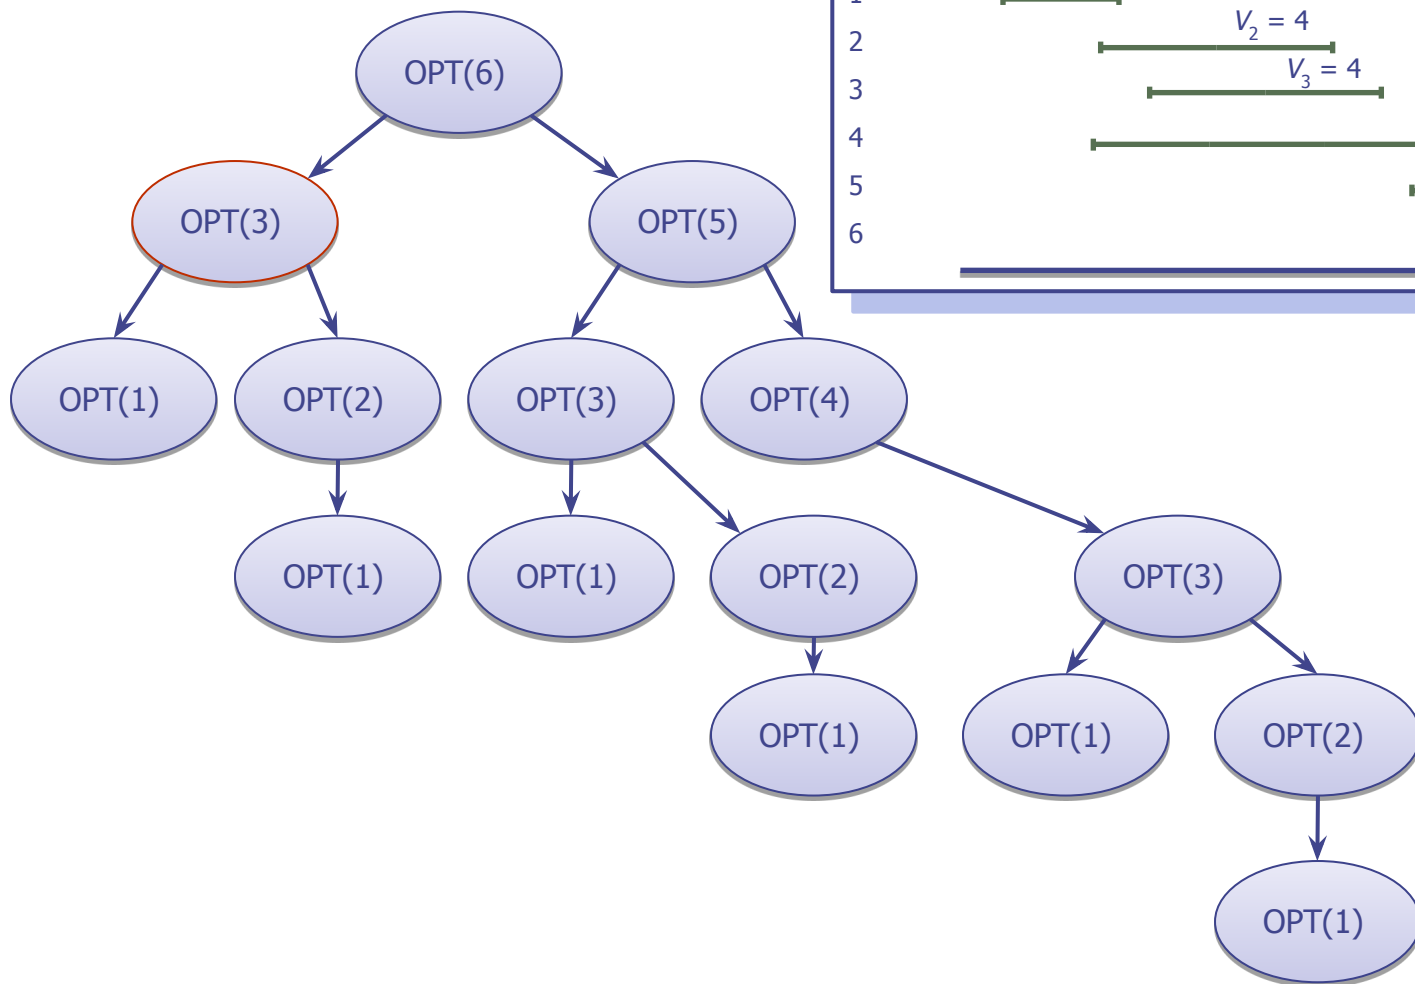 1
V2 = 4
2
V3 = 4
3
4
5
6
OPT(6)
OPT(3)
OPT(5)
OPT(1)
OPT(2)
OPT(3)
OPT(4)
OPT(1)
OPT(1)
OPT(2)
OPT(3)
OPT(1)
OPT(1)
OPT(2)
OPT(1)